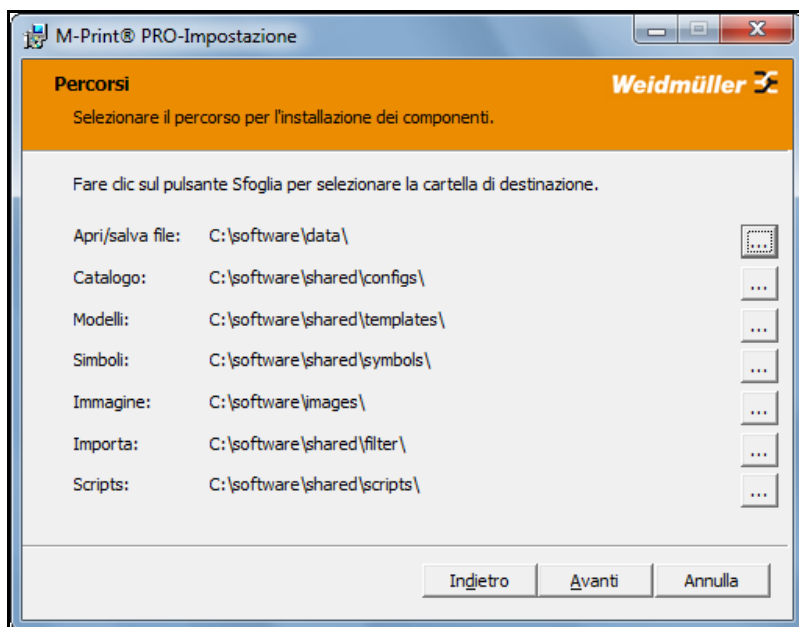 M-Print® PRO-Impostazione
Percorsi
Weidmüller
Selezionare il percorso per l'installazione dei componenti.
Fare clic sul pulsante Sfoglia per selezionare la cartella di destinazione.
Apri/salva file: C:\software\data\ ...
Catalogo: C:\software\shared\configs\ ...
Modelli: C:\software\shared\templates\ ...
Simboli: C:\software\shared\symbols\ ...
Immagine: C:\software\images\ ...
Importa: C:\software\shared\filter\ ...
Scripts: C:\software\shared\scripts\ ...
Indietro Avanti Annulla